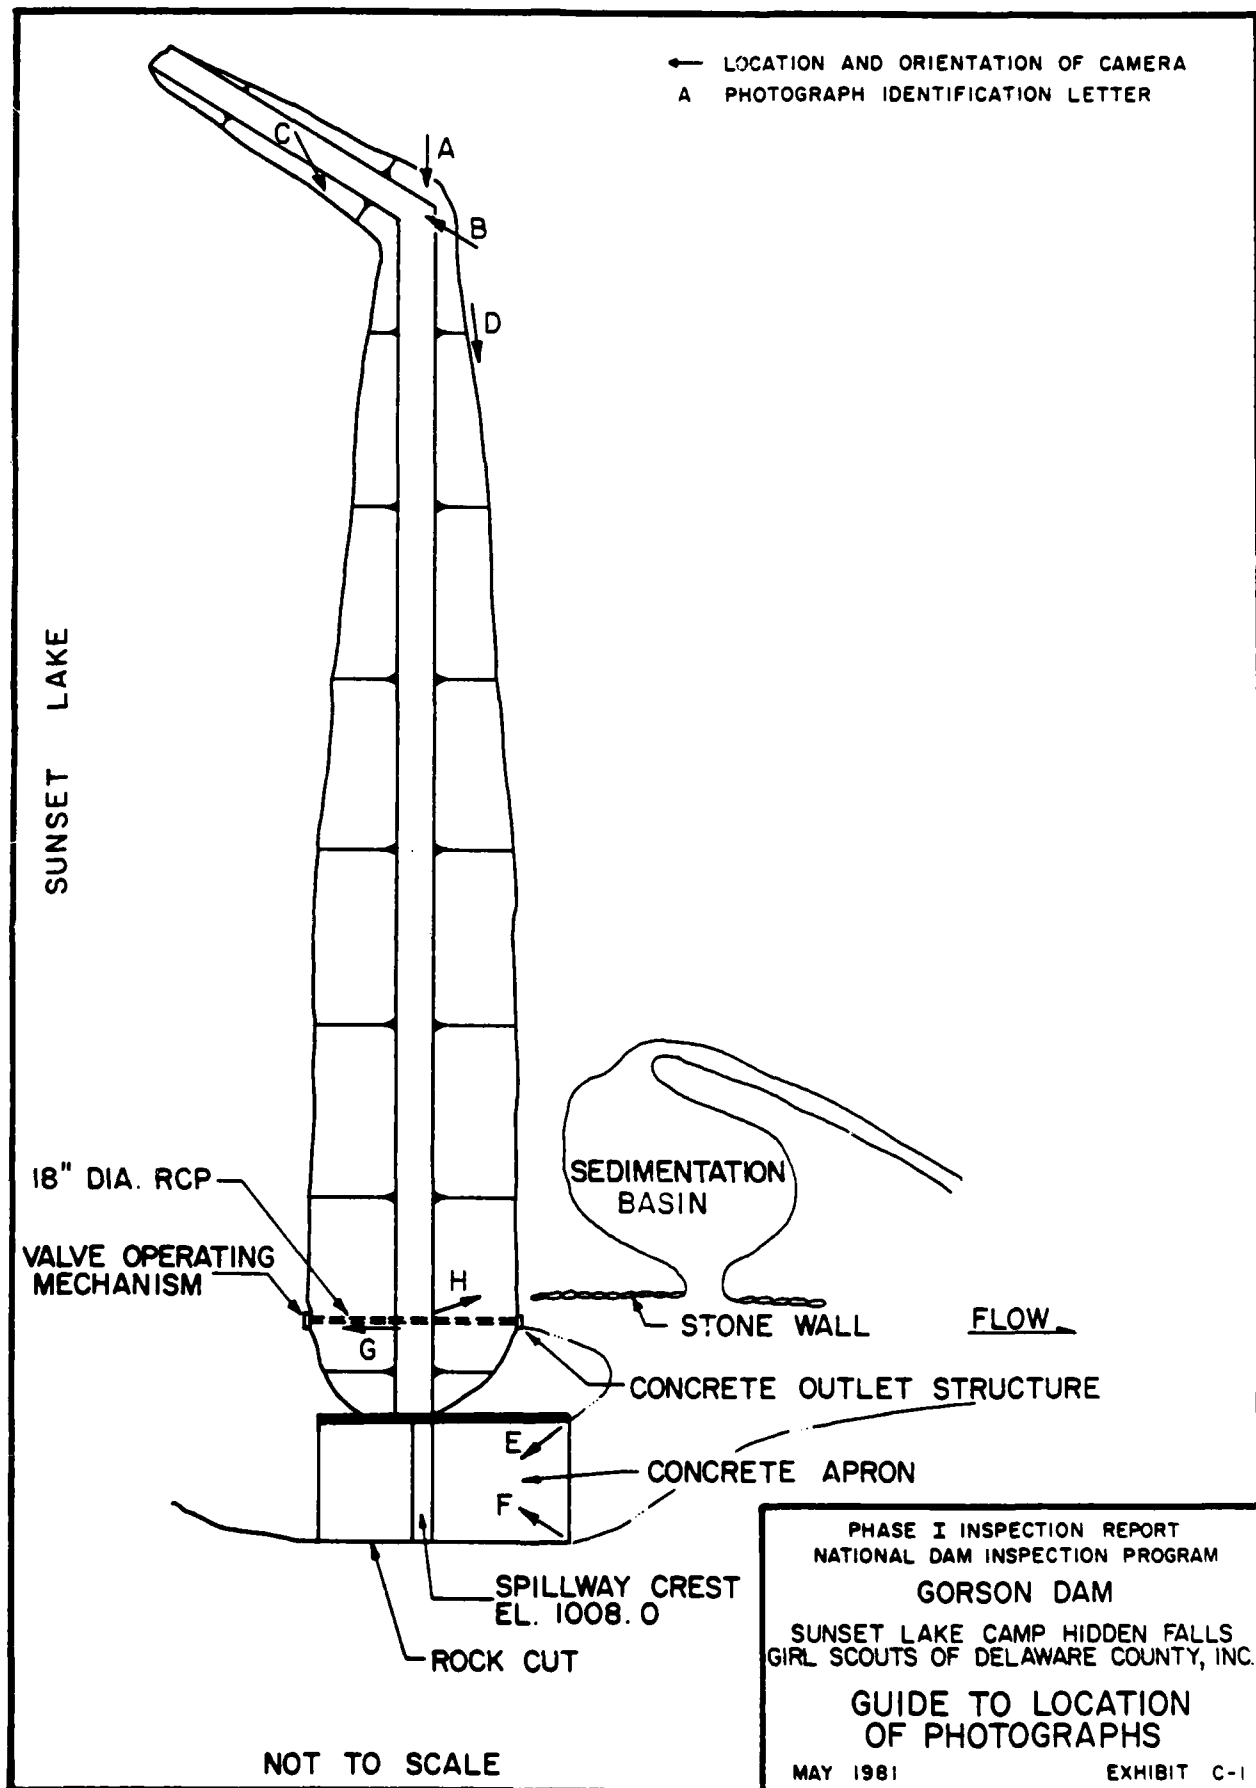 LOCATION AND ORIENTATION OF CAMERA
A PHOTOGRAPH IDENTIFICATION LETTER
C
A
B
D
SUNSET LAKE
18" DIA. RCP
SEDIMENTATION
BASIN
VALVE OPERATING
MECHANISM
H
G
STONE WALL
FLOW
CONCRETE OUTLET STRUCTURE
E
CONCRETE APRON
F
SPILLWAY CREST
EL. 1008.0
ROCK CUT
NOT TO SCALE
PHASE I INSPECTION REPORT
NATIONAL DAM INSPECTION PROGRAM
GORSON DAM
SUNSET LAKE CAMP HIDDEN FALLS
GIRL SCOUTS OF DELAWARE COUNTY, INC.
GUIDE TO LOCATION
OF PHOTOGRAPHS
MAY 1981 EXHIBIT C-1